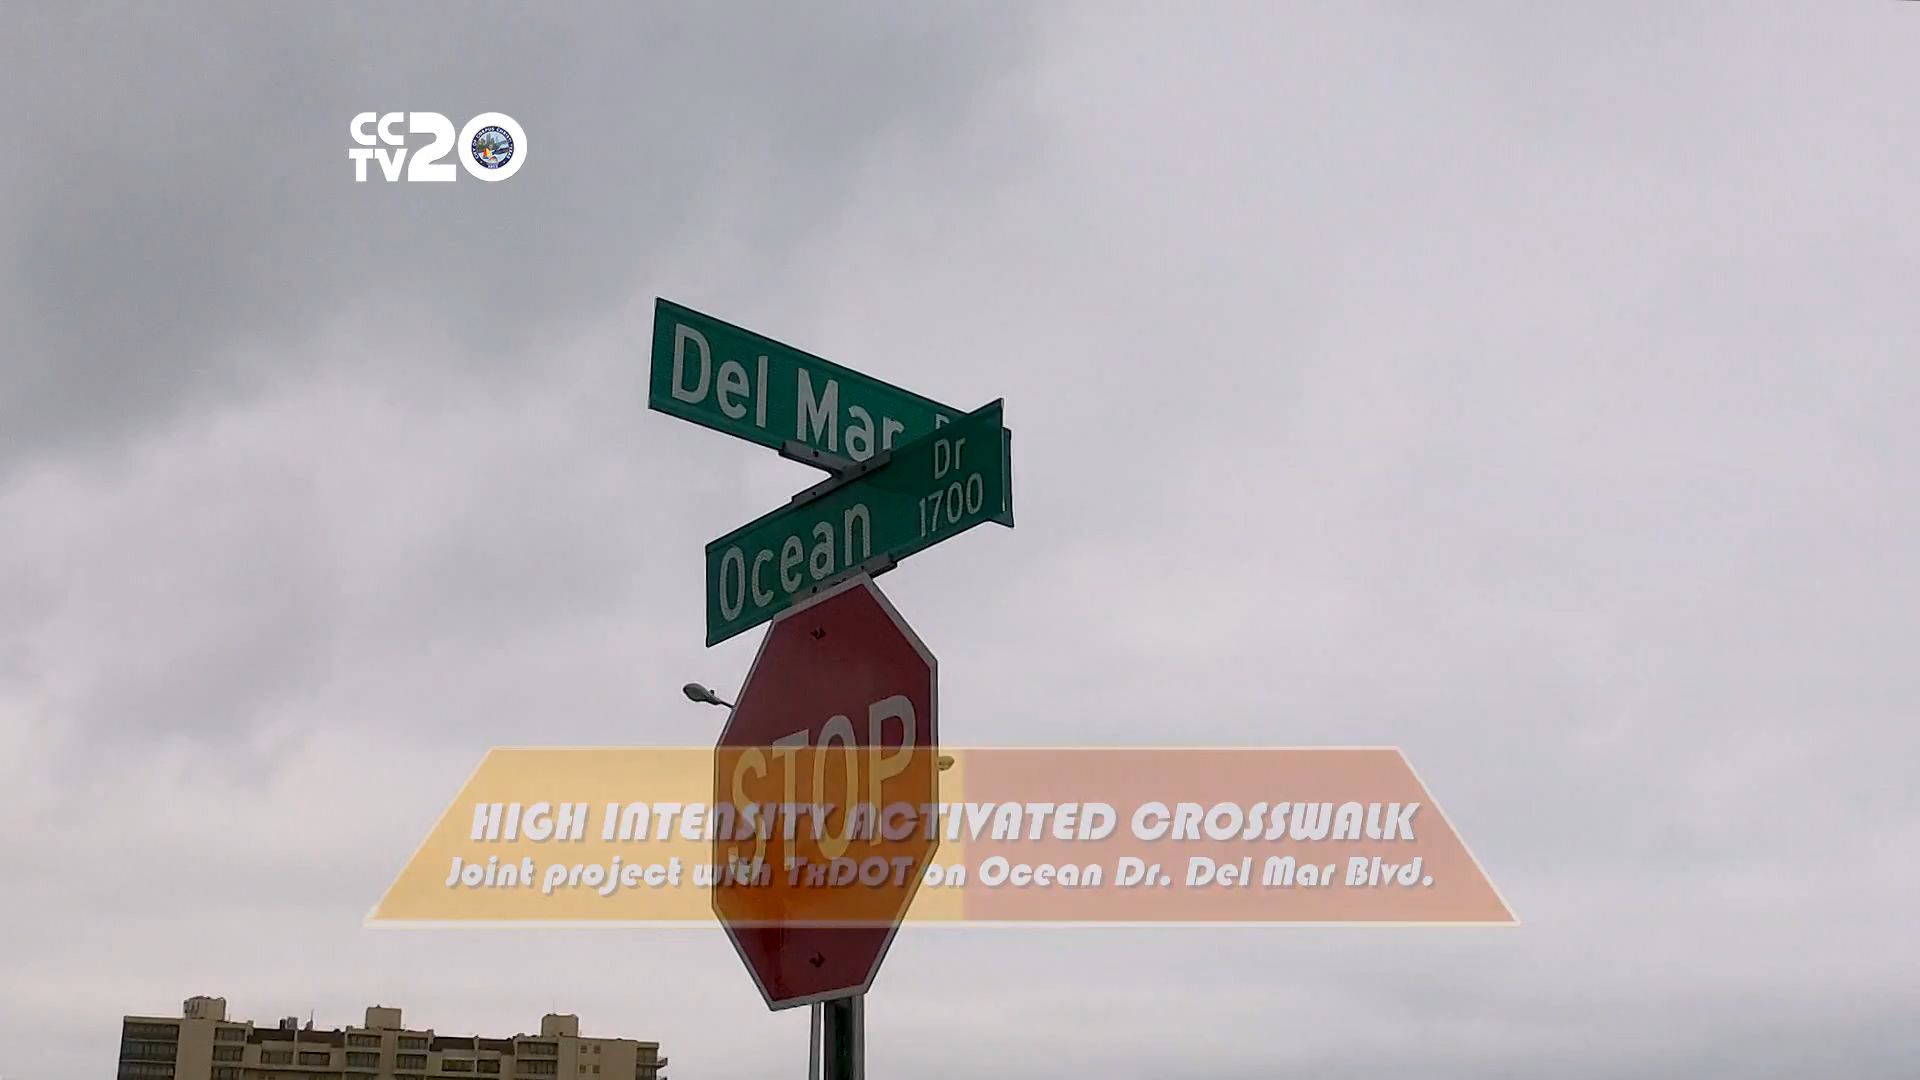 CC
TV20
Del Mar
Dr
1700
Ocean
STOP
HIGH INTENSITY ACTIVATED CROSSWALK
Joint project with TxDOT on Ocean Dr. Del Mar Blvd.